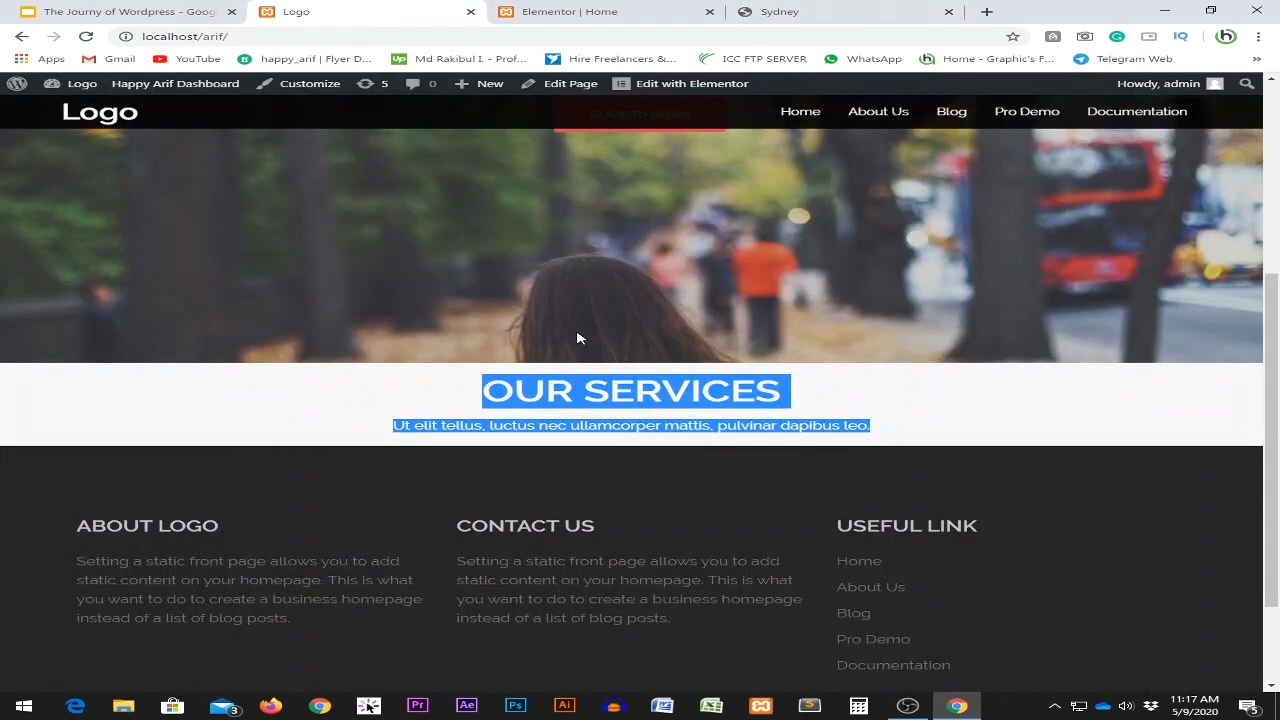 The Journy of Wordpress - Googl
Logo
Elementor | Home
Sydney
localhost/arif/
Apps
Gmail
YouTube
happy_arif | Flyer D...
Md Rakibul I. - Prof...
Hire Freelancers &...
ICC FTP SERVER
WhatsApp
Home - Graphic's F...
Telegram Web
»
Logo
Happy Arif Dashboard
Customize
5
0
New
Edit Page
Edit with Elementor
Howdy, admin
Logo
CLICK TO BEGIN
Home
About Us
Blog
Pro Demo
Documentation
OUR SERVICES
Ut elit tellus, luctus nec ullamcorper mattis, pulvinar dapibus leo.
ABOUT LOGO
Setting a static front page allows you to add
static content on your homepage. This is what
you want to do to create a business homepage
instead of a list of blog posts.
CONTACT US
Setting a static front page allows you to add
static content on your homepage. This is what
you want to do to create a business homepage
instead of a list of blog posts.
USEFUL LINK
Home
About Us
Blog
Pro Demo
Documentation
11:17 AM
5/9/2020